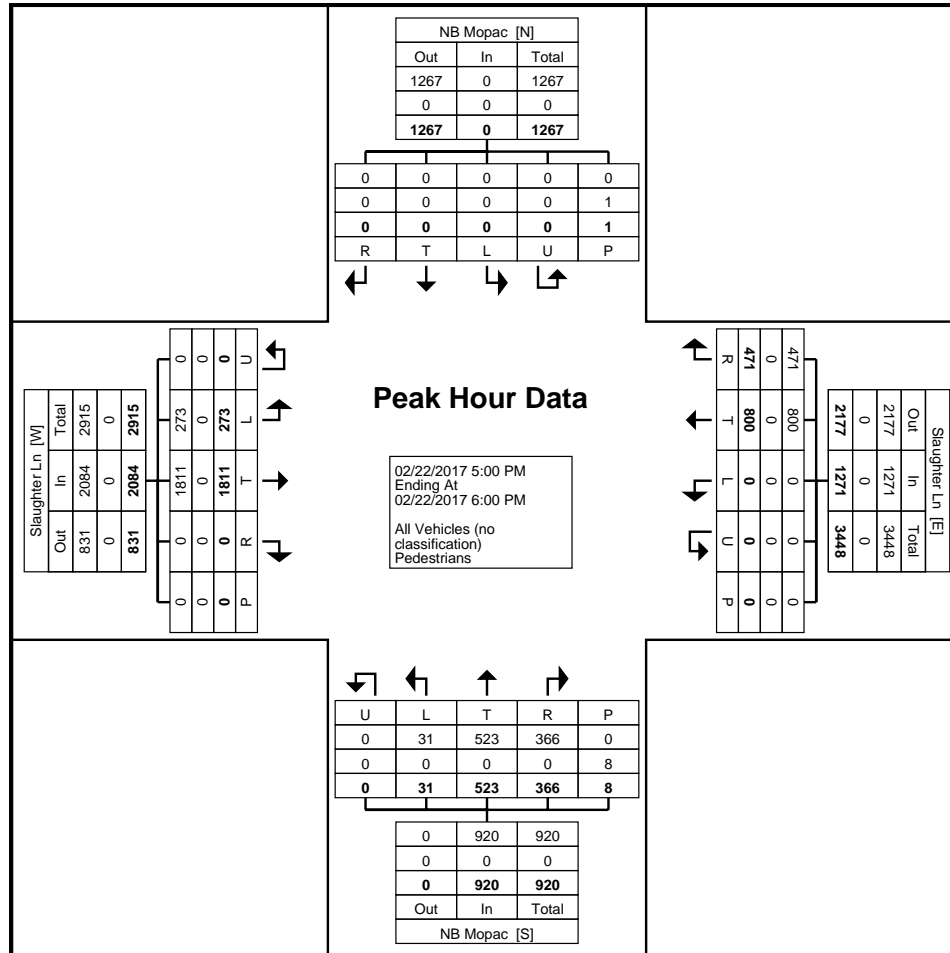 NB Mopac [N]
Out In Total
1267 0 1267
0 0 0
1267 0 1267
0 0 0 0 0
0 0 0 0 1
0 0 0 0 1
R T L U P
Slaughter Ln [W]
Total In Out
2915 2084 831
0 0 0
2915 2084 831
0 273 1811 0 0
0 0 0 0 0
0 273 1811 0 0
U L T R P
Peak Hour Data
02/22/2017 5:00 PM
Ending At
02/22/2017 6:00 PM
All Vehicles (no
classification)
Pedestrians
R T L U P
471 800 0 0 0
0 0 0 0 0
471 800 0 0 0
2177 1271 3448
0 0 0
2177 1271 3448
Out In Total
Slaughter Ln [E]
U L T R P
0 31 523 366 0
0 0 0 0 8
0 31 523 366 8
0 920 920
0 0 0
0 920 920
Out In Total
NB Mopac [S]